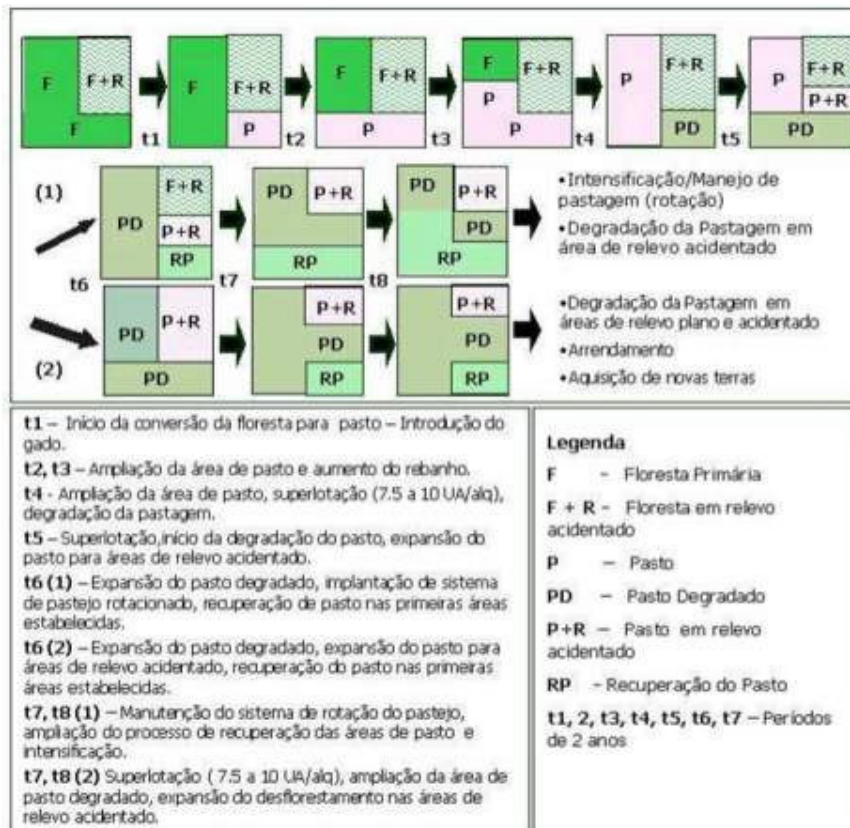 F
F+R
F
t1
F
F+R
P
t2
F
F+R
P
t3
F
P
F+R
P
t4
P
F+R
PD
t5
P
F+R
P+R
PD
(1)
t6
PD
F+R
P+R
RP
t7
PD
P+R
RP
t8
PD
P+R
PD
RP
•Intensificação/Manejo de
pastagem (rotação)
•Degradação da Pastagem em
área de relevo acidentado
(2)
PD
P+R
PD
P+R
PD
RP
P+R
PD
RP
•Degradação da Pastagem em
áreas de relevo plano e acidentado
•Arrendamento
•Aquisição de novas terras
t1 – Início da conversão da floresta para pasto – Introdução do
gado.
t2, t3 – Ampliação da área de pasto e aumento do rebanho.
t4 - Ampliação da área de pasto, superlotação (7.5 a 10 UA/alq),
degradação da pastagem.
t5 – Superlotação,início da degradação do pasto, expansão do
pasto para áreas de relevo acidentado.
t6 (1) – Expansão do pasto degradado, implantação de sistema
de pastejo rotacionado, recuperação de pasto nas primeiras áreas
estabelecidas.
t6 (2) – Expansão do pasto degradado, expansão do pasto para
áreas de relevo acidentado, recuperação do pasto nas primeiras
áreas estabelecidas.
t7, t8 (1) – Manutenção do sistema de rotação do pastejo,
ampliação do processo de recuperação das áreas de pasto e
intensificação.
t7, t8 (2) Superlotação ( 7.5 a 10 UA/alq), ampliação da área de
pasto degradado, expansão do desflorestamento nas áreas de
relevo acidentado.
Legenda
F - Floresta Primária
F + R - Floresta em relevo
acidentado
P – Pasto
PD – Pasto Degradado
P+R – Pasto em relevo
acidentado
RP - Recuperação do Pasto
t1, 2, t3, t4, t5, t6, t7 – Períodos
de 2 anos